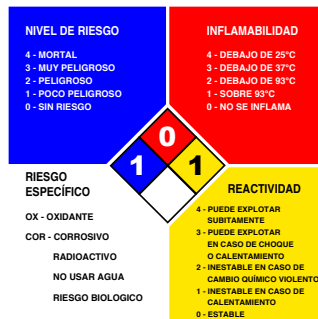 NIVEL DE RIESGO
4 - MORTAL
3 - MUY PELIGROSO
2 - PELIGROSO
1 - POCO PELIGROSO
0 - SIN RIESGO
INFLAMABILIDAD
4 - DEBAJO DE 25°C
3 - DEBAJO DE 37°C
2 - DEBAJO DE 93°C
1 - SOBRE 93°C
0 - NO SE INFLAMA
0
1
1
RIESGO
ESPECÍFICO
OX - OXIDANTE
COR - CORROSIVO
RADIOACTIVO
NO USAR AGUA
RIESGO BIOLOGICO
REACTIVIDAD
4 - PUEDE EXPLOTAR
SUBITAMENTE
3 - PUEDE EXPLOTAR
EN CASO DE CHOQUE
O CALENTAMIENTO
2 - INESTABLE EN CASO DE
CAMBIO QUÍMICO VIOLENTO
1 - INESTABLE EN CASO DE
CALENTAMIENTO
0 - ESTABLE